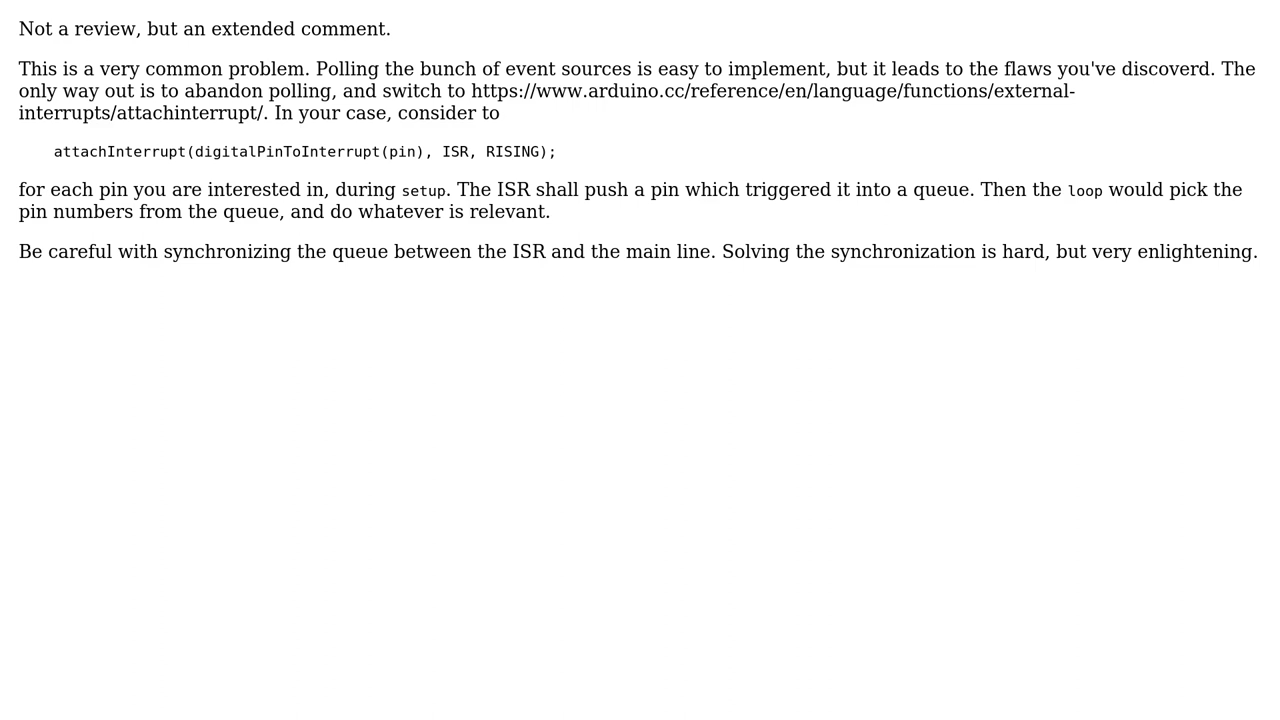 Not a review, but an extended comment.
This is a very common problem. Polling the bunch of event sources is easy to implement, but it leads to the flaws you've discoverd. The
only way out is to abandon polling, and switch to https://www.arduino.cc/reference/en/language/functions/external-
interrupts/attachinterrupt/. In your case, consider to
attachInterrupt(digitalPinToInterrupt(pin), ISR, RISING);
for each pin you are interested in, during setup. The ISR shall push a pin which triggered it into a queue. Then the loop would pick the
pin numbers from the queue, and do whatever is relevant.
Be careful with synchronizing the queue between the ISR and the main line. Solving the synchronization is hard, but very enlightening.